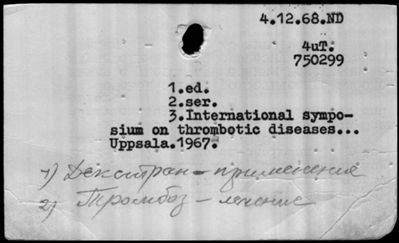 4.12.68.ND
4uT.
750299
1.ed.
2.ser.
3.International sympo-
sium on thrombotic diseases...
Uppsala.1967.
1) Декстран – применение
2) Тромбоз – лечение